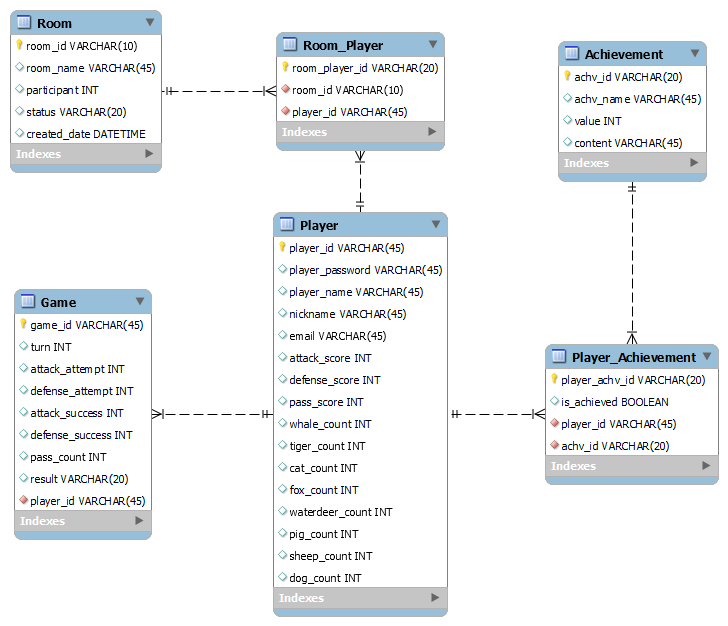 Room
room_id VARCHAR(10)
room_name VARCHAR(45)
participant INT
status VARCHAR(20)
created_date DATETIME
Indexes
Room_Player
room_player_id VARCHAR(20)
room_id VARCHAR(10)
player_id VARCHAR(45)
Indexes
Achievement
achv_id VARCHAR(20)
achv_name VARCHAR(45)
value INT
content VARCHAR(45)
Indexes
Player
player_id VARCHAR(45)
player_password VARCHAR(45)
player_name VARCHAR(45)
nickname VARCHAR(45)
email VARCHAR(45)
attack_score INT
defense_score INT
pass_score INT
whale_count INT
tiger_count INT
cat_count INT
fox_count INT
waterdeer_count INT
pig_count INT
sheep_count INT
dog_count INT
Indexes
Game
game_id VARCHAR(45)
turn INT
attack_attempt INT
defense_attempt INT
attack_success INT
defense_success INT
pass_count INT
result VARCHAR(20)
player_id VARCHAR(45)
Indexes
Player_Achievement
player_achv_id VARCHAR(20)
is_achieved BOOLEAN
player_id VARCHAR(45)
achv_id VARCHAR(20)
Indexes